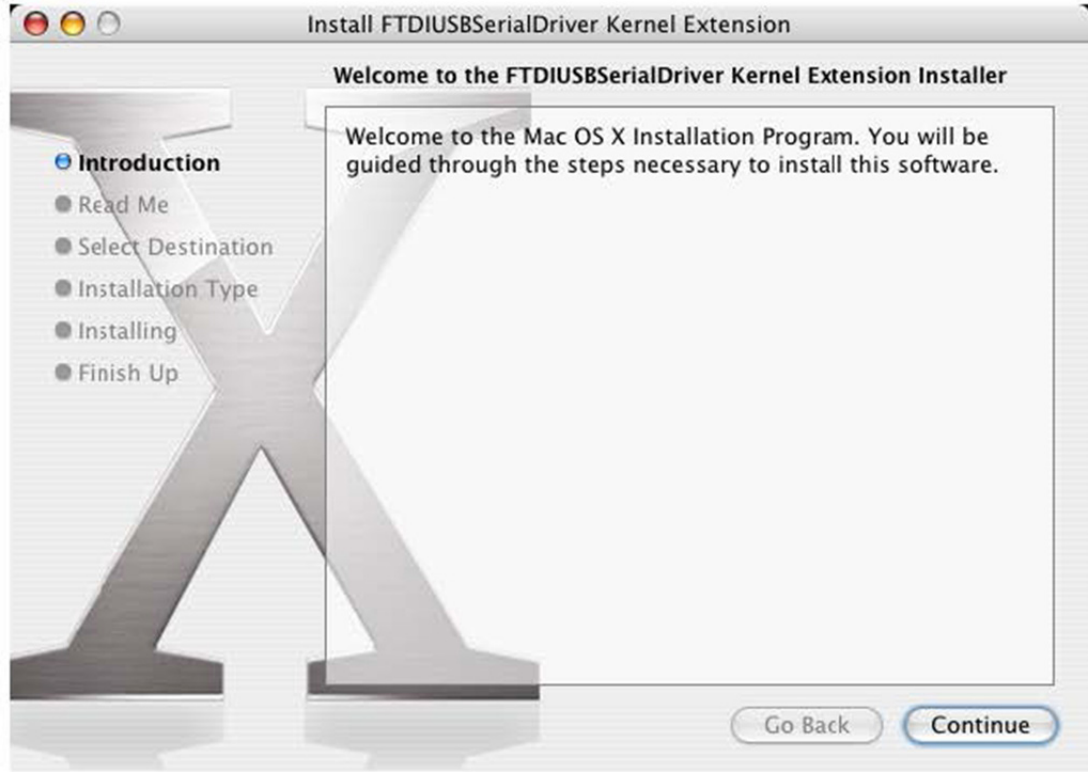 Install FTDIUSBSerialDriver Kernel Extension
Welcome to the FTDIUSBSerialDriver Kernel Extension Installer
Introduction
Read Me
Select Destination
Installation Type
Installing
Finish Up
Welcome to the Mac OS X Installation Program. You will be
guided through the steps necessary to install this software.
Go Back
Continue